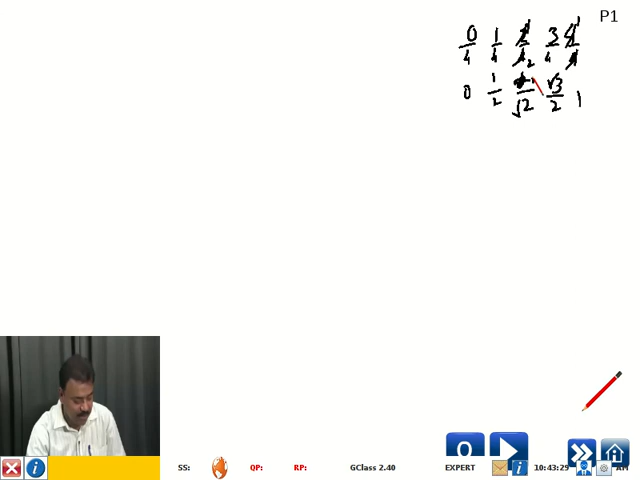 P1
0/4 1/4 2/4 3/4 4/4
0 1/2 1/√2 √3/2 1
Q
SS: QP: RP: GClass 2.40 EXPERT 10:43:29 AM